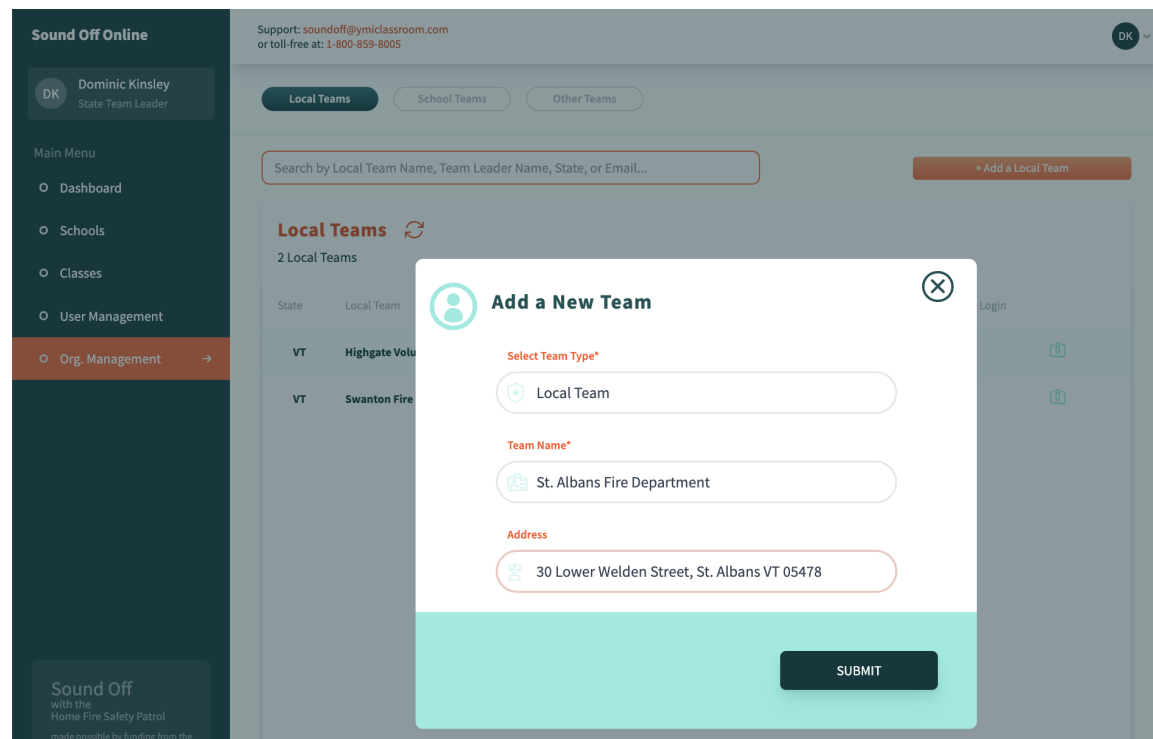 Sound Off Online
Support: soundoff@ymiclassroom.com
or toll-free at: 1-800-859-8005
DK
DK
Dominic Kinsley
State Team Leader
Local Teams
School Teams
Other Teams
Main Menu
Dashboard
Schools
Classes
User Management
Org. Management
Search by Local Team Name, Team Leader Name, State, or Email...
+ Add a Local Team
Local Teams
2 Local Teams
State
Local Team
Login
VT
Highgate Volu
VT
Swanton Fire
Add a New Team
Select Team Type*
Local Team
Team Name*
St. Albans Fire Department
Address
30 Lower Welden Street, St. Albans VT 05478
SUBMIT
Sound Off
with the
Home Fire Safety Patrol
made possible by funding from the